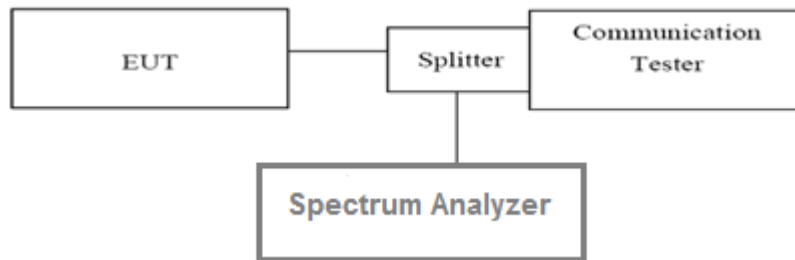 EUT
Splitter
Communication
Tester
Spectrum Analyzer